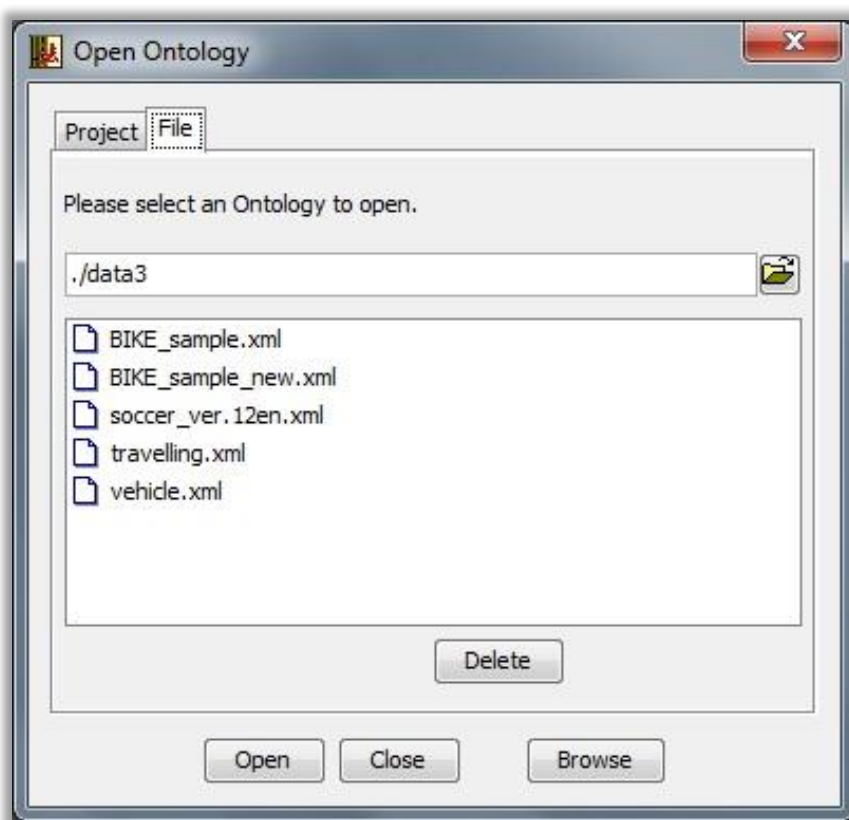 Open Ontology
Project File
Please select an Ontology to open.
./data3
BIKE_sample.xml
BIKE_sample_new.xml
soccer_ver.12en.xml
travelling.xml
vehicle.xml
Delete
Open Close Browse